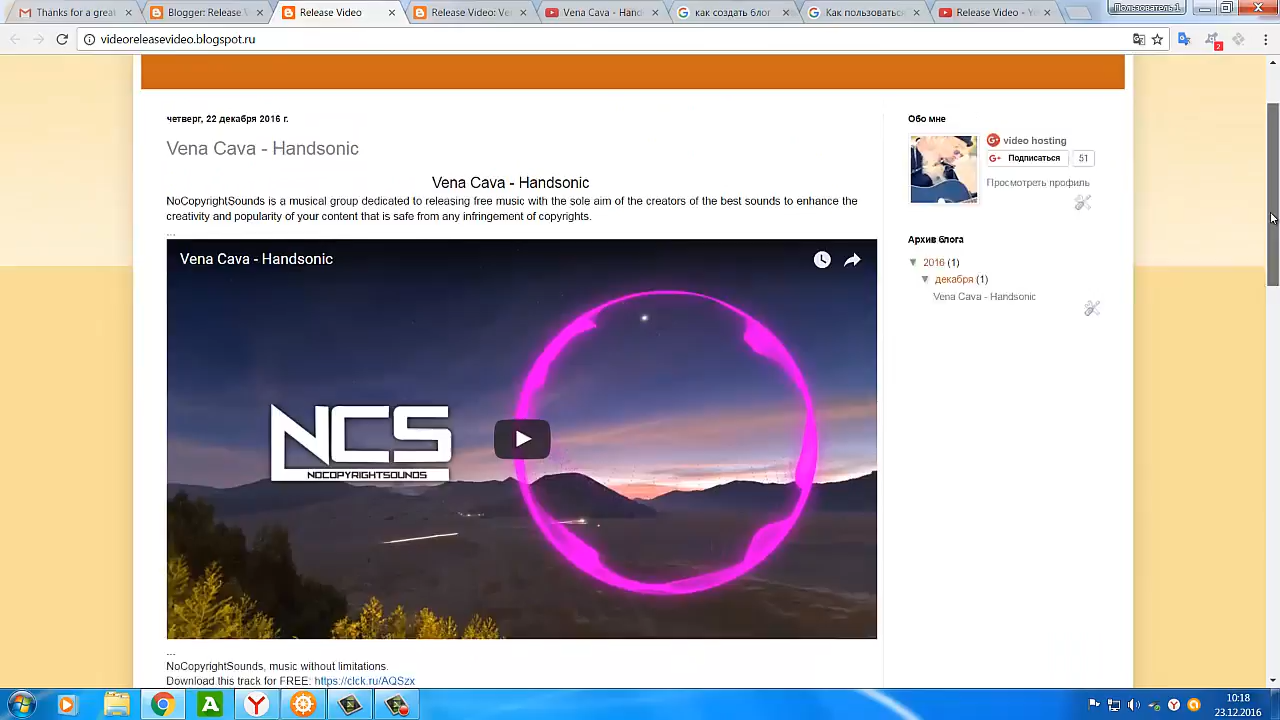 Thanks for a great
Blogger: Release V
Release Video
Release Video: Ve
Vena Cava - Hand
как создать блог
Как пользоваться
Release Video - Y
Пользователь 1
videoreleasevideo.blogspot.ru
2
четверг, 22 декабря 2016 г.
Vena Cava - Handsonic
Vena Cava - Handsonic
NoCopyrightSounds is a musical group dedicated to releasing free music with the sole aim of the creators of the best sounds to enhance the
creativity and popularity of your content that is safe from any infringement of copyrights.
...
Vena Cava - Handsonic
NCS
NOCOPYRIGHTSOUNDS
...
NoCopyrightSounds, music without limitations.
Download this track for FREE: https://clck.ru/AQSzx
Обо мне
video hosting
Подписаться
51
Просмотреть профиль
Архив блога
▼ 2016 (1)
▼ декабря (1)
Vena Cava - Handsonic
10:18
23.12.2016